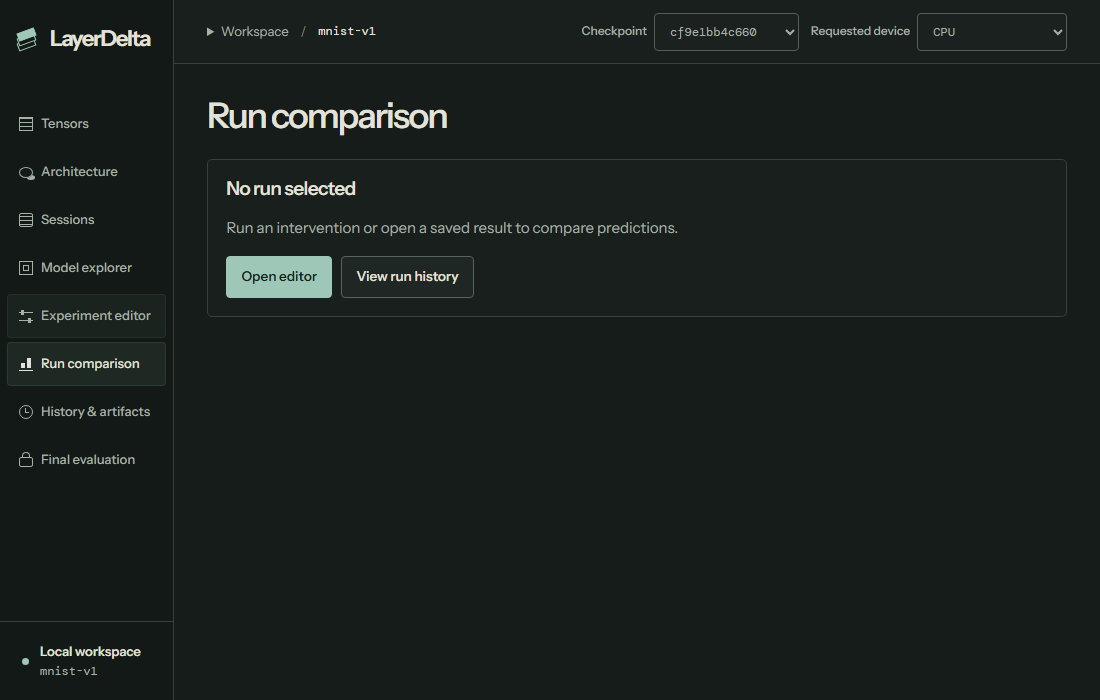 LayerDelta
Workspace / mnist-v1
Checkpoint cf9e1bb4c660 Requested device CPU
Tensors
Architecture
Sessions
Model explorer
Experiment editor
Run comparison
History & artifacts
Final evaluation
Local workspace
mnist-v1
Run comparison
No run selected
Run an intervention or open a saved result to compare predictions.
Open editor View run history